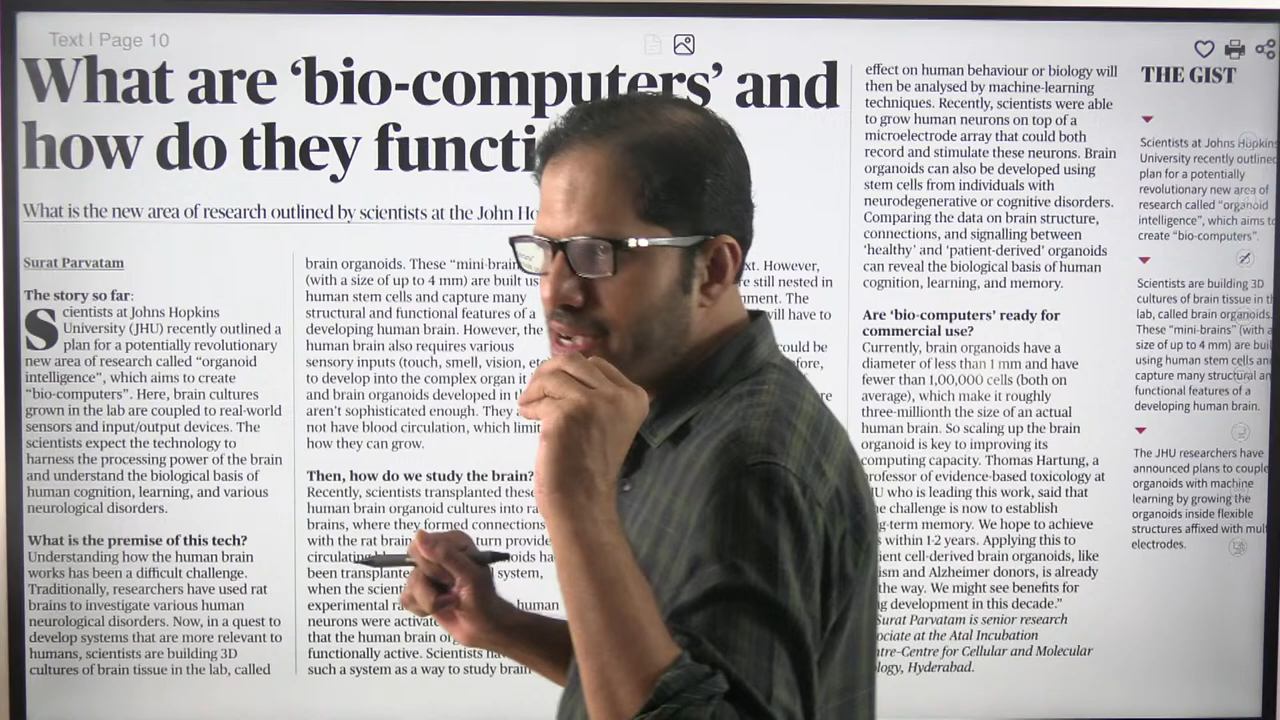 Text | Page 10
What are ‘bio-computers’ and
how do they functi
What is the new area of research outlined by scientists at the John Ho
Surat Parvatam
The story so far:
Scientists at Johns Hopkins
University (JHU) recently outlined a
plan for a potentially revolutionary
new area of research called “organoid
intelligence”, which aims to create
“bio-computers”. Here, brain cultures
grown in the lab are coupled to real-world
sensors and input/output devices. The
scientists expect the technology to
harness the processing power of the brain
and understand the biological basis of
human cognition, learning, and various
neurological disorders.
What is the premise of this tech?
Understanding how the human brain
works has been a difficult challenge.
Traditionally, researchers have used rat
brains to investigate various human
neurological disorders. Now, in a quest to
develop systems that are more relevant to
humans, scientists are building 3D
cultures of brain tissue in the lab, called
brain organoids. These “mini-brain
(with a size of up to 4 mm) are built us
human stem cells and capture many
structural and functional features of a
developing human brain. However, the
human brain also requires various
sensory inputs (touch, smell, vision, et
to develop into the complex organ it
and brain organoids developed in t
aren’t sophisticated enough. They
not have blood circulation, which limit
how they can grow.
Then, how do we study the brain?
Recently, scientists transplanted these
human brain organoid cultures into ra
brains, where they formed connections
with the rat brain turn provide
circulating noids ha
been transplante system,
when the scienti
experimental ra human
neurons were activate
that the human brain or
functionally active. Scientists ha
such a system as a way to study brain
xt. However,
re still nested in
nment. The
will have to
could be
efore,
re
effect on human behaviour or biology will
then be analysed by machine-learning
techniques. Recently, scientists were able
to grow human neurons on top of a
microelectrode array that could both
record and stimulate these neurons. Brain
organoids can also be developed using
stem cells from individuals with
neurodegenerative or cognitive disorders.
Comparing the data on brain structure,
connections, and signalling between
‘healthy’ and ‘patient-derived’ organoids
can reveal the biological basis of human
cognition, learning, and memory.
Are ‘bio-computers’ ready for
commercial use?
Currently, brain organoids have a
diameter of less than 1 mm and have
fewer than 1,00,000 cells (both on
average), which make it roughly
three-millionth the size of an actual
human brain. So scaling up the brain
organoid is key to improving its
computing capacity. Thomas Hartung, a
professor of evidence-based toxicology at
U who is leading this work, said that
e challenge is now to establish
g-term memory. We hope to achieve
s within 1-2 years. Applying this to
ient cell-derived brain organoids, like
ism and Alzheimer donors, is already
the way. We might see benefits for
g development in this decade.”
Surat Parvatam is senior research
ociate at the Atal Incubation
ntre-Centre for Cellular and Molecular
logy, Hyderabad.
THE GIST
Scientists at Johns Hopkins
University recently outlined
plan for a potentially
revolutionary new area of
research called “organoid
intelligence”, which aims to
create “bio-computers”.
Scientists are building 3D
cultures of brain tissue in th
lab, called brain organoids.
These “mini-brains” (with a
size of up to 4 mm) are buil
using human stem cells an
capture many structural an
functional features of a
developing human brain.
The JHU researchers have
announced plans to couple
organoids with machine
learning by growing the
organoids inside flexible
structures affixed with mul
electrodes.